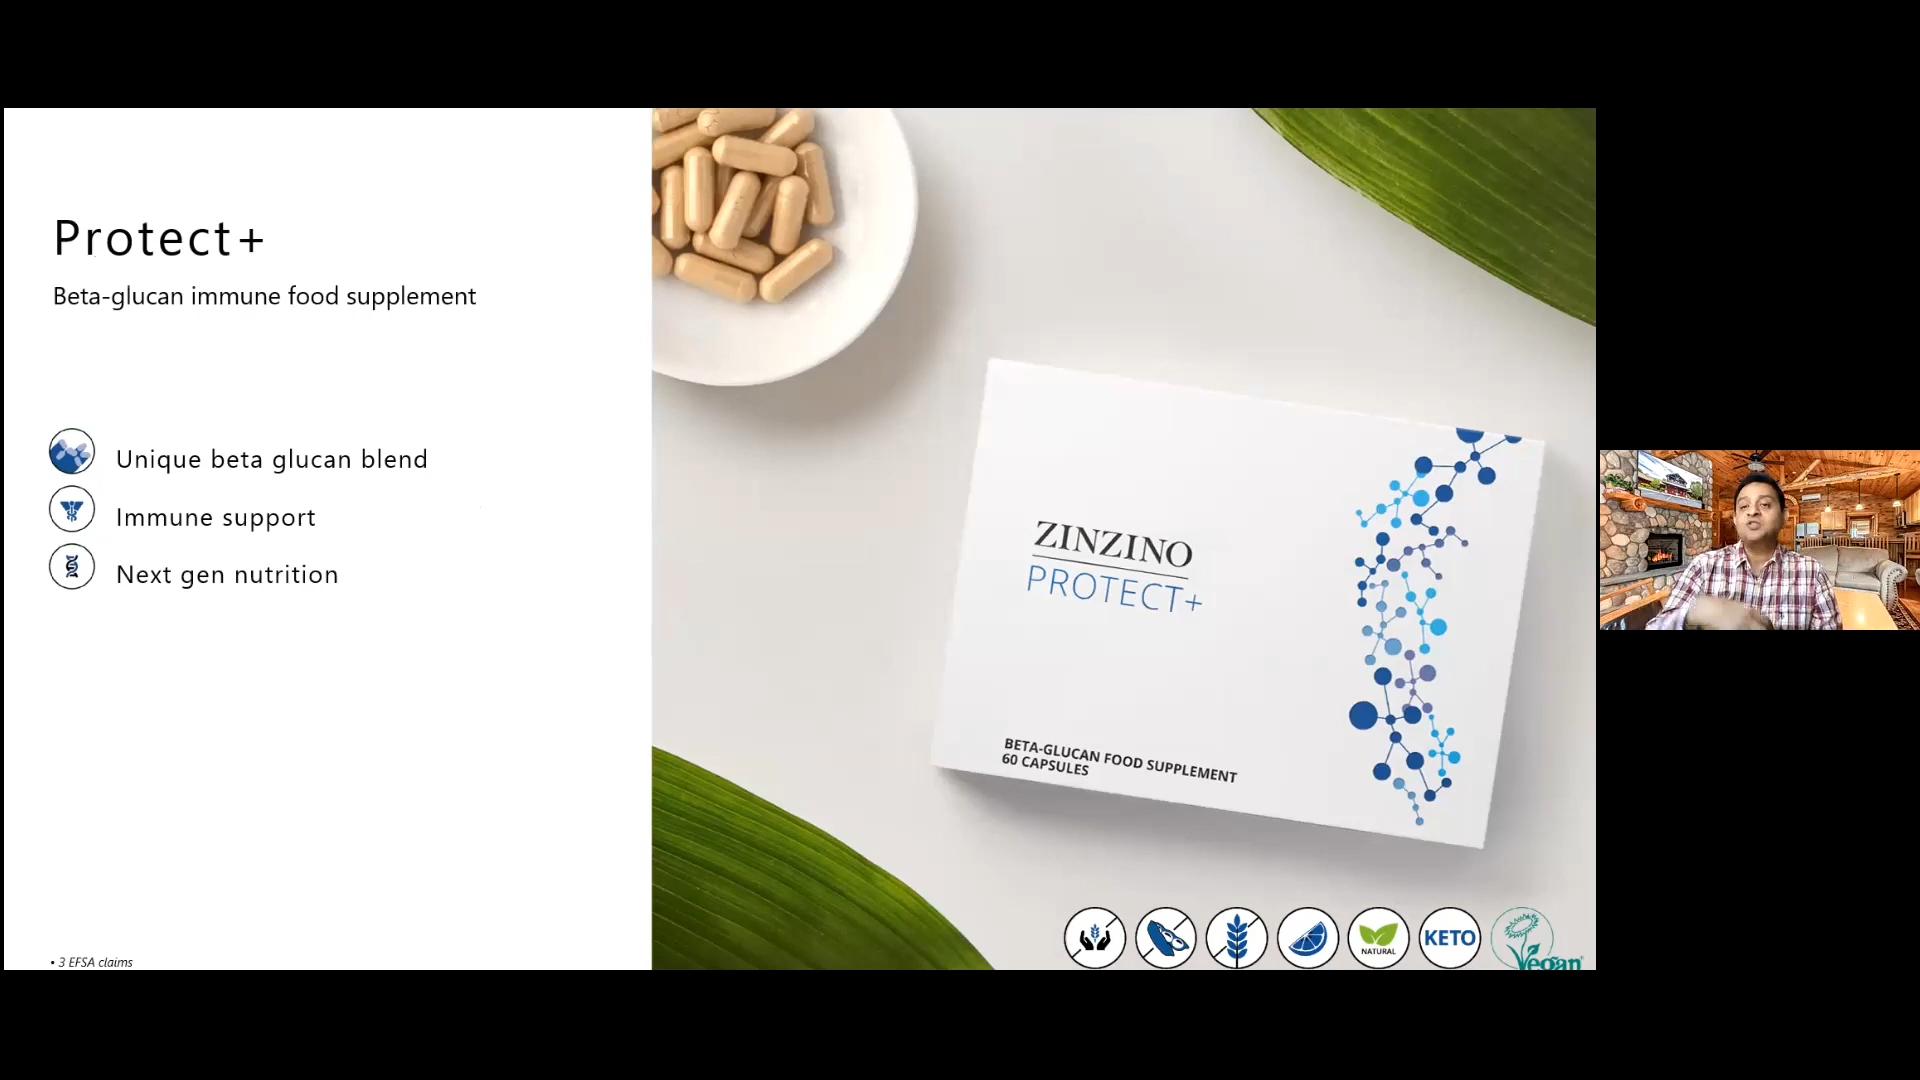 Protect+
Beta-glucan immune food supplement
Unique beta glucan blend
Immune support
Next gen nutrition
• 3 EFSA claims
ZINZINO
PROTECT+
BETA-GLUCAN FOOD SUPPLEMENT
60 CAPSULES
NATURAL
KETO
Vegan